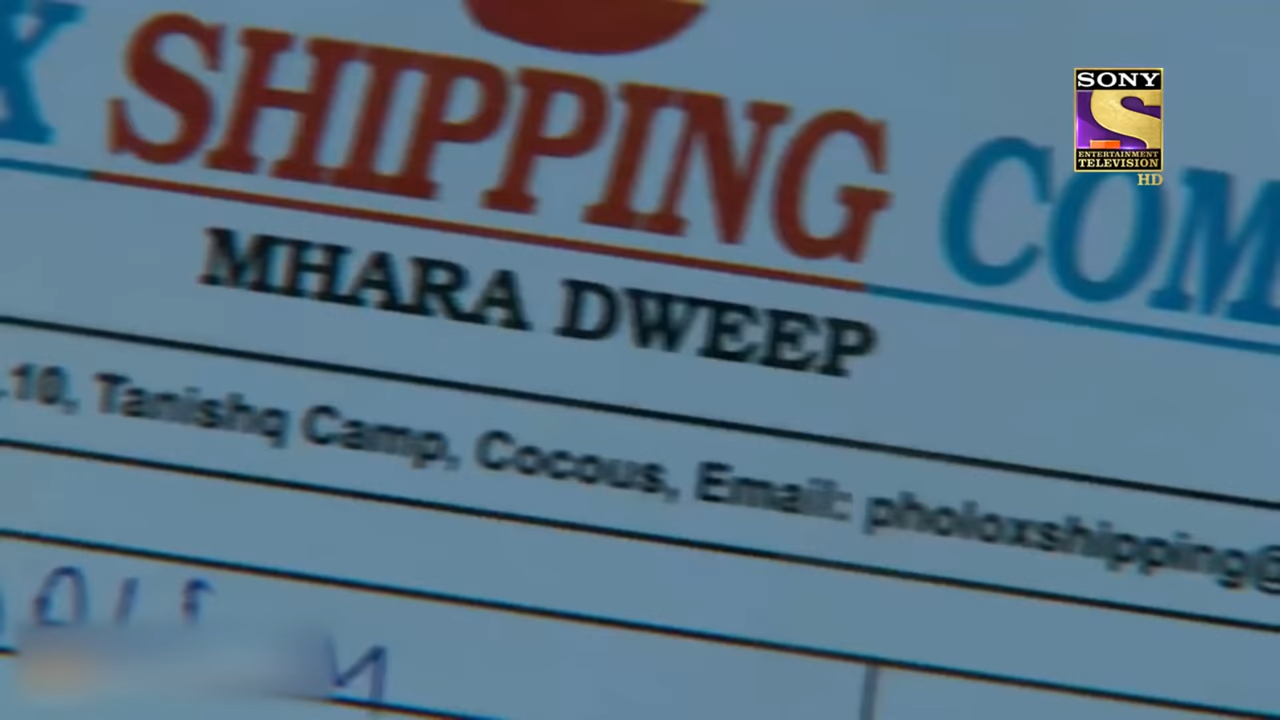 SONY
ENTERTAINMENT
TELEVISION
HD
X SHIPPING COM
MHARA DWEEP
.10, Tanishq Camp, Cocous, Email: pholoxshipping@